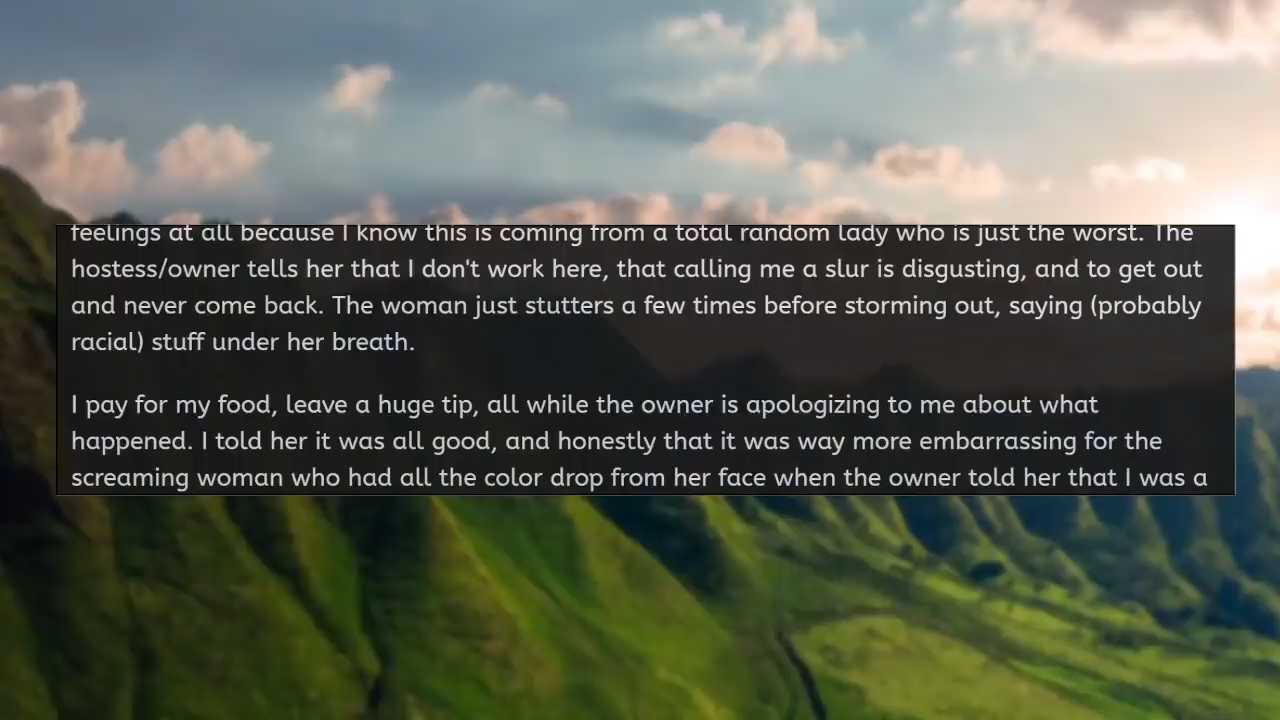 feelings at all because I know this is coming from a total random lady who is just the worst. The
hostess/owner tells her that I don't work here, that calling me a slur is disgusting, and to get out
and never come back. The woman just stutters a few times before storming out, saying (probably
racial) stuff under her breath.
I pay for my food, leave a huge tip, all while the owner is apologizing to me about what
happened. I told her it was all good, and honestly that it was way more embarrassing for the
screaming woman who had all the color drop from her face when the owner told her that I was a